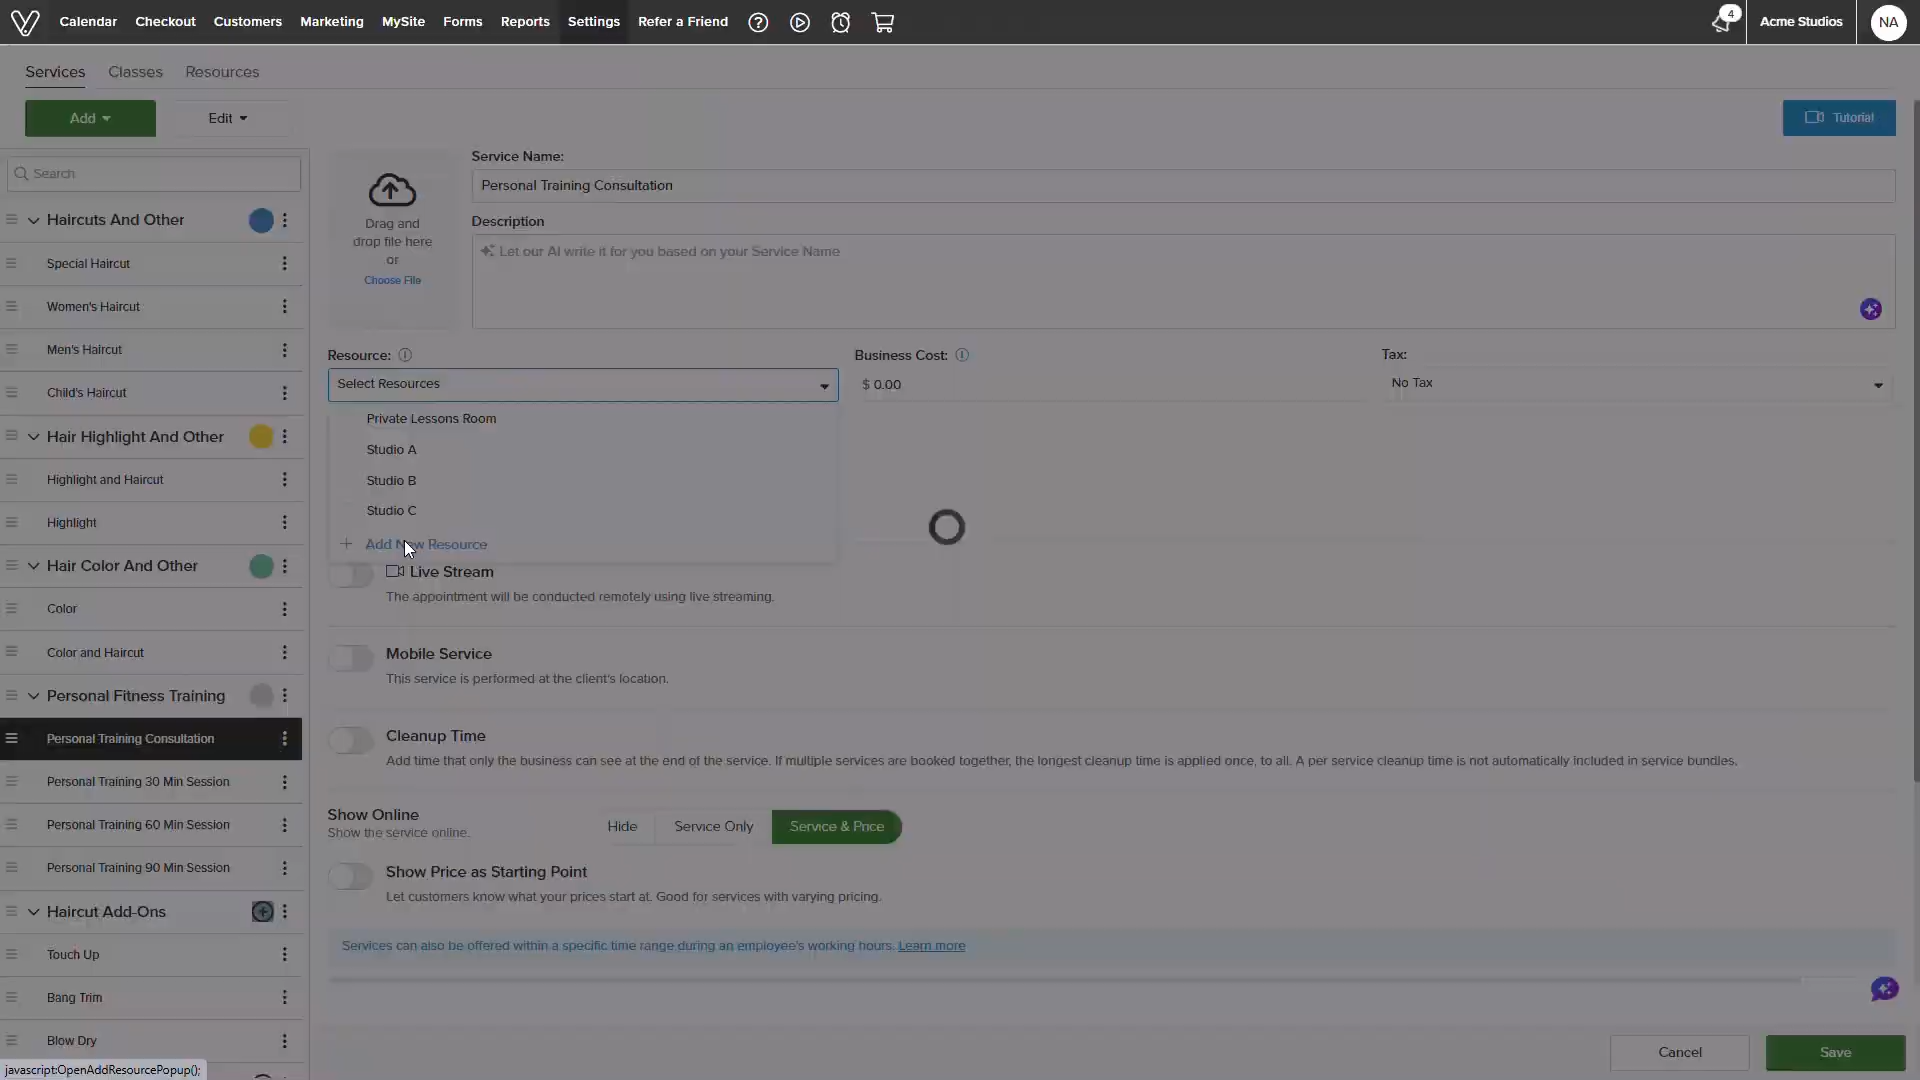 Calendar Checkout Customers Marketing MySite Forms Reports Settings Refer a Friend 4 Acme Studios NA
Services Classes Resources
Add Edit Tutorial
Search
Haircuts And Other
Special Haircut
Women's Haircut
Men's Haircut
Child's Haircut
Hair Highlight And Other
Highlight and Haircut
Highlight
Hair Color And Other
Color
Color and Haircut
Personal Fitness Training
Personal Training Consultation
Personal Training 30 Min Session
Personal Training 60 Min Session
Personal Training 90 Min Session
Haircut Add-Ons
Touch Up
Bang Trim
Blow Dry
javascript:OpenAddResourcePopup();
Drag and
drop file here
or
Choose File
Service Name:
Personal Training Consultation
Description
Let our AI write it for you based on your Service Name
Resource: Business Cost: Tax:
Select Resources $ 0.00 No Tax
Private Lessons Room
Studio A
Studio B
Studio C
Add New Resource
Live Stream
The appointment will be conducted remotely using live streaming.
Mobile Service
This service is performed at the client's location.
Cleanup Time
Add time that only the business can see at the end of the service. If multiple services are booked together, the longest cleanup time is applied once, to all. A per service cleanup time is not automatically included in service bundles.
Show Online
Show the service online.
Hide Service Only Service & Price
Show Price as Starting Point
Let customers know what your prices start at. Good for services with varying pricing.
Services can also be offered within a specific time range during an employee's working hours. Learn more
Cancel Save